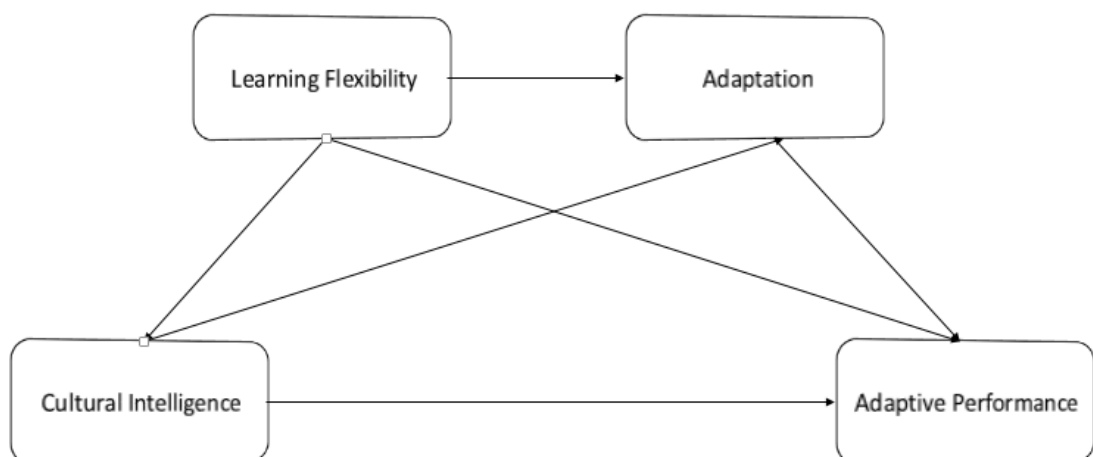 Learning Flexibility
Adaptation
Cultural Intelligence
Adaptive Performance